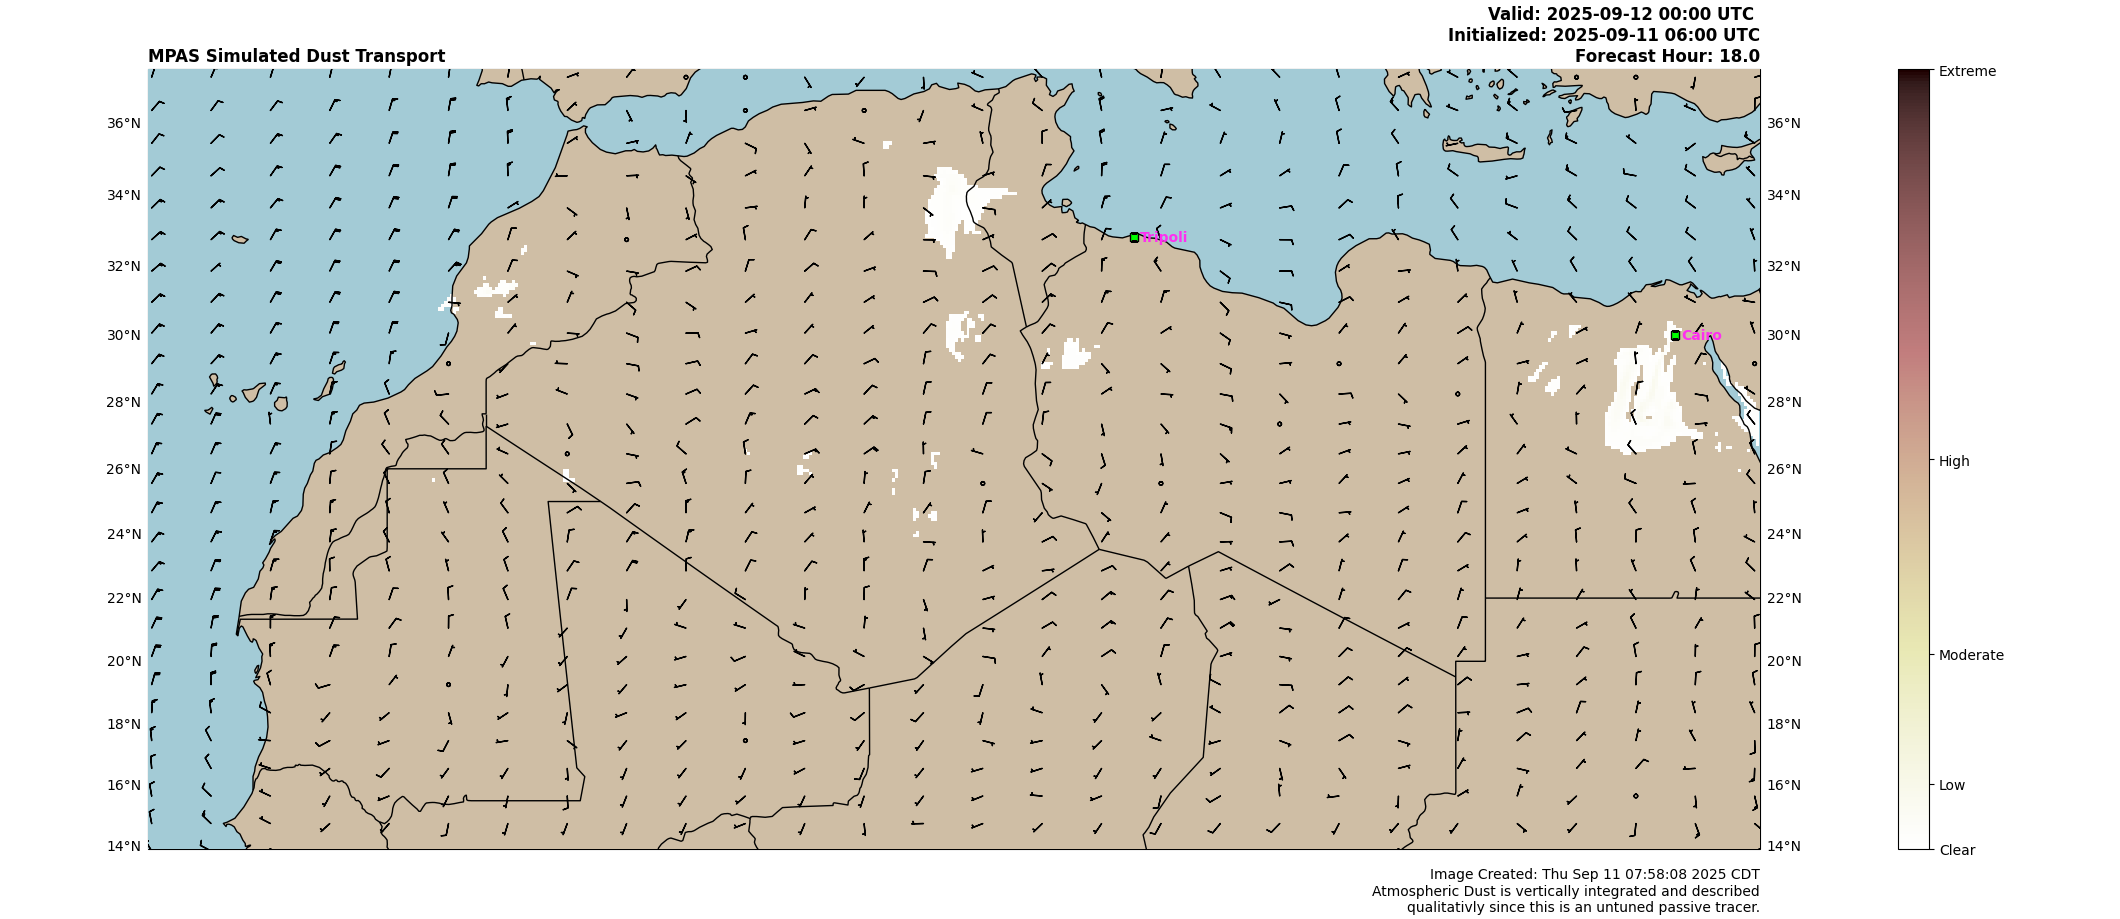 Valid: 2025-09-12 00:00 UTC
Initialized: 2025-09-11 06:00 UTC
MPAS Simulated Dust Transport
Forecast Hour: 18.0
Extreme
36°N
36°N
34°N
34°N
Tripoli
32°N
32°N
30°N
Cairo
30°N
28°N
28°N
26°N
26°N
High
24°N
24°N
22°N
22°N
20°N
20°N
Moderate
18°N
18°N
16°N
16°N
Low
14°N
14°N
Clear
Image Created: Thu Sep 11 07:58:08 2025 CDT
Atmospheric Dust is vertically integrated and described
qualitativly since this is an untuned passive tracer.